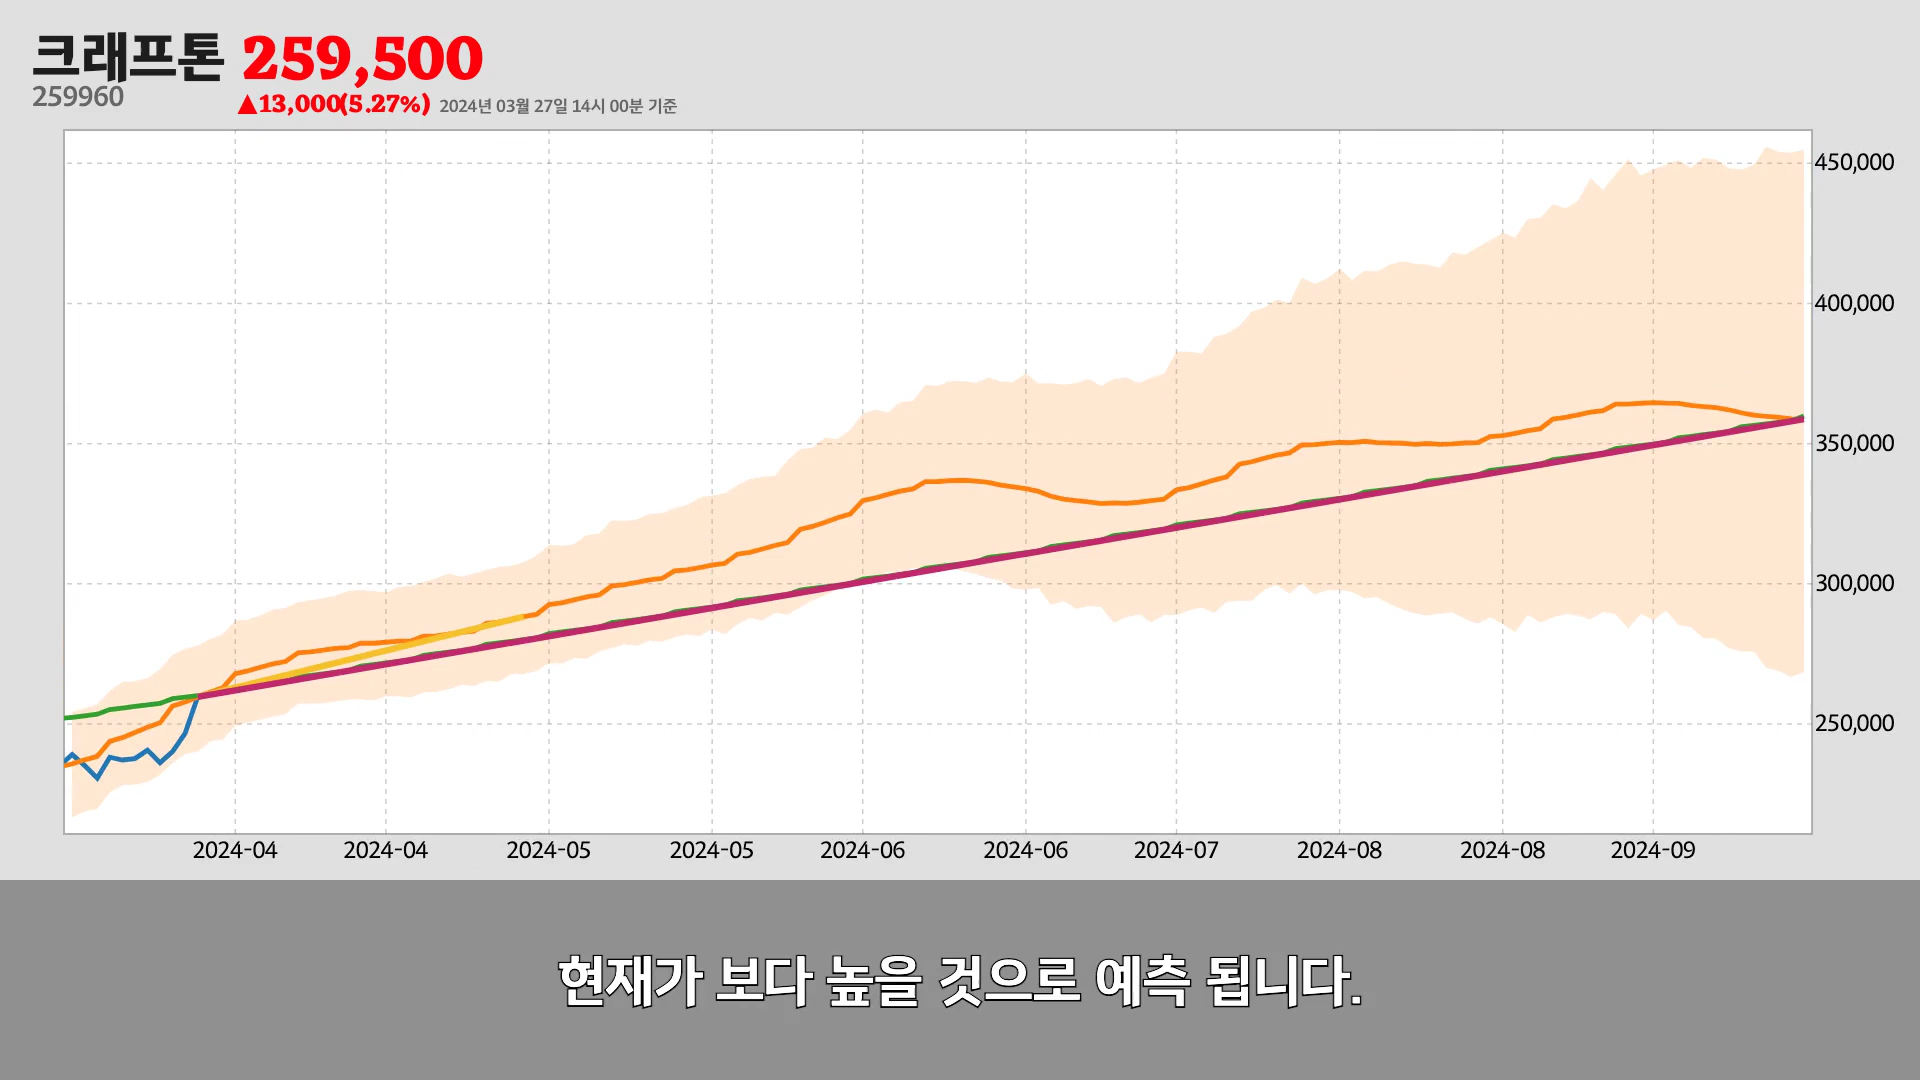 크래프톤 259,500
259960
▲13,000(5.27%) 2024년 03월 27일 14시 00분 기준
450,000
400,000
350,000
300,000
250,000
2024-04 2024-04 2024-05 2024-05 2024-06 2024-06 2024-07 2024-08 2024-08 2024-09
현재가 보다 높을 것으로 예측 됩니다.